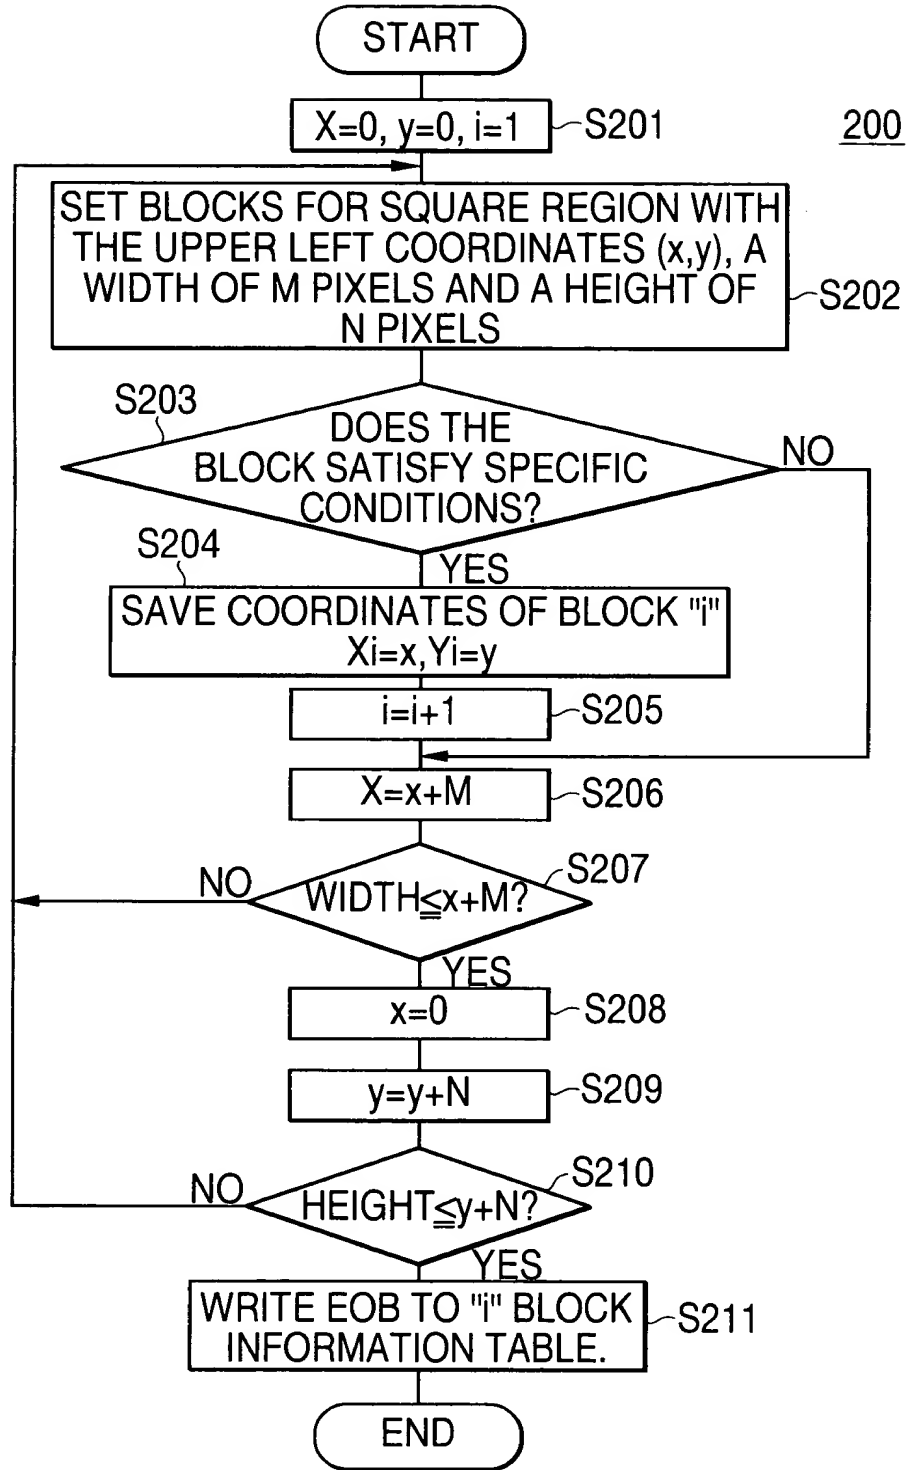 START
X=0, y=0, i=1
S201
200
SET BLOCKS FOR SQUARE REGION WITH
THE UPPER LEFT COORDINATES (x,y), A
WIDTH OF M PIXELS AND A HEIGHT OF
N PIXELS
S202
S203
DOES THE
BLOCK SATISFY SPECIFIC
CONDITIONS?
NO
S204
YES
SAVE COORDINATES OF BLOCK "i"
Xi=x,Yi=y
i=i+1
S205
X=x+M
S206
S207
NO
WIDTH≦x+M?
YES
x=0
S208
y=y+N
S209
S210
NO
HEIGHT≦y+N?
YES
WRITE EOB TO "i" BLOCK
INFORMATION TABLE.
S211
END